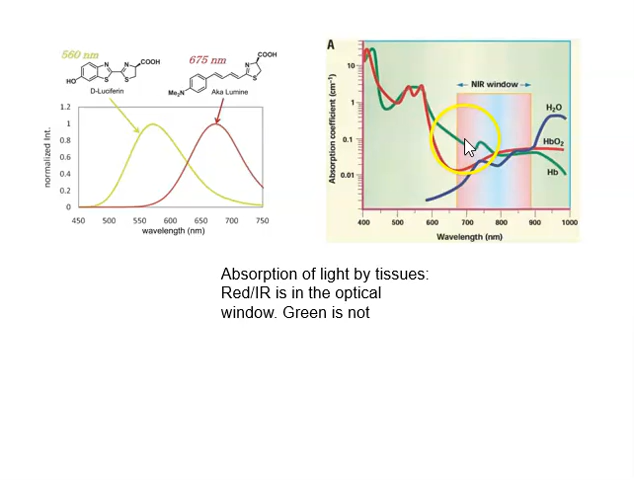 560 nm
COOH
HO
N
S
N
S
D-Luciferin
675 nm
COOH
Me₂N
N
S
Aka Lumine
normalized Int.
1.2
1
0.8
0.6
0.4
0.2
0
450 500 550 600 650 700 750
wavelength (nm)
A
Absorption coefficient (cm⁻¹)
10
1
0.1
0.01
NIR window
H₂O
HbO₂
Hb
400 500 600 700 800 900 1000
Wavelength (nm)
Absorption of light by tissues:
Red/IR is in the optical
window. Green is not